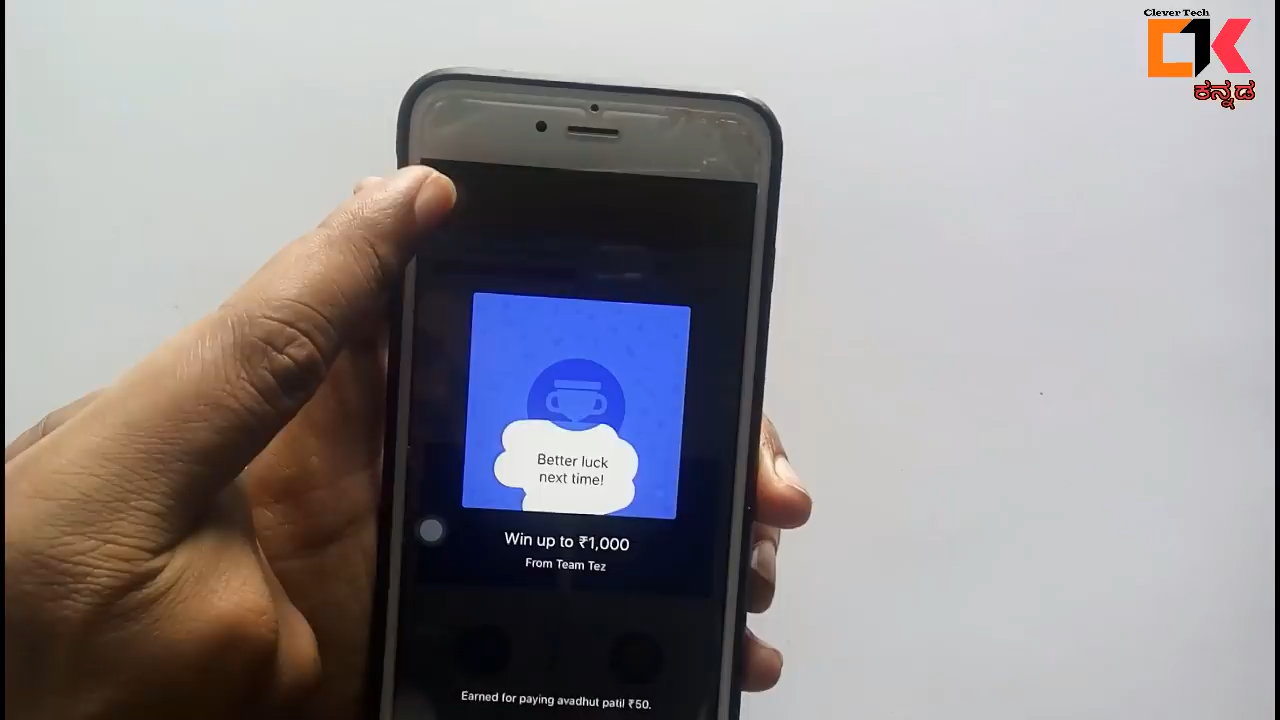 Clever Tech
CTK
ಕನ್ನಡ
Better luck
next time!
Win up to ₹1,000
From Team Tez
Earned for paying avadhut patil ₹50.